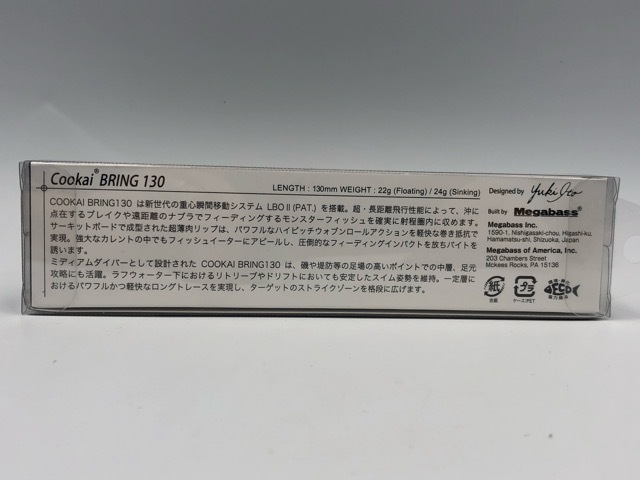 Cookai® BRING 130
LENGTH : 130mm WEIGHT : 22g (Floating) / 24g (Sinking)
COOKAI BRING130 は新世代の重心瞬間移動システム LBOⅡ(PAT.) を搭載。超・長距離飛行性能によって、沖に
点在するブレイクや遠距離のナブラでフィーディングするモンスターフィッシュを確実に射程圏内に収めます。
サーキットボードで成型された超薄肉リップは、パワフルなハイピッチウォブンロールアクションを軽快な巻き抵抗で
実現。強大なカレントの中でもフィッシュイーターにアピールし、圧倒的なフィーディングインパクトを放ちバイトを
誘います。
ミディアムダイバーとして設計された COOKAI BRING130 は、磯や堤防等の足場の高いポイントでの中層、足元
攻略にも活躍。ラフウォーター下におけるリトリーブやドリフトにおいても安定したスイム姿勢を維持。一定層に
おけるパワフルかつ軽快なロングトレースを実現し、ターゲットのストライクゾーンを格段に広げます。
Designed by Yuki Ito
Built by Megabass®
Megabass Inc.
1590-1, Nishigasaki-chou, Higashi-ku,
Hamamatsu-shi, Shizuoka, Japan
Megabass of America, Inc.
203 Chambers Street
Mckees Rocks, PA 15136
紙
台紙
プラ
ケース:PET
ECO